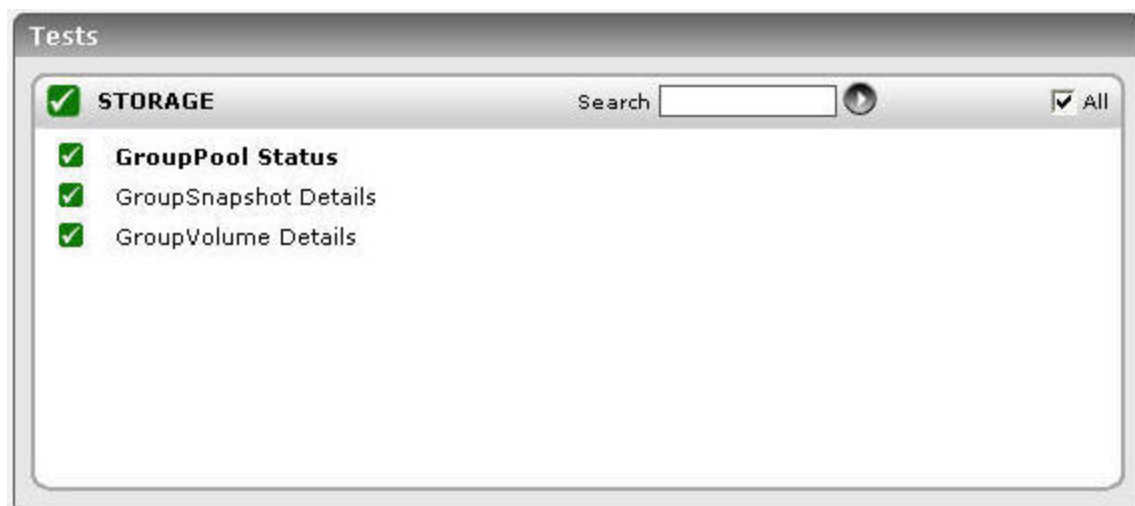 Tests
STORAGE Search All
GroupPool Status
GroupSnapshot Details
GroupVolume Details